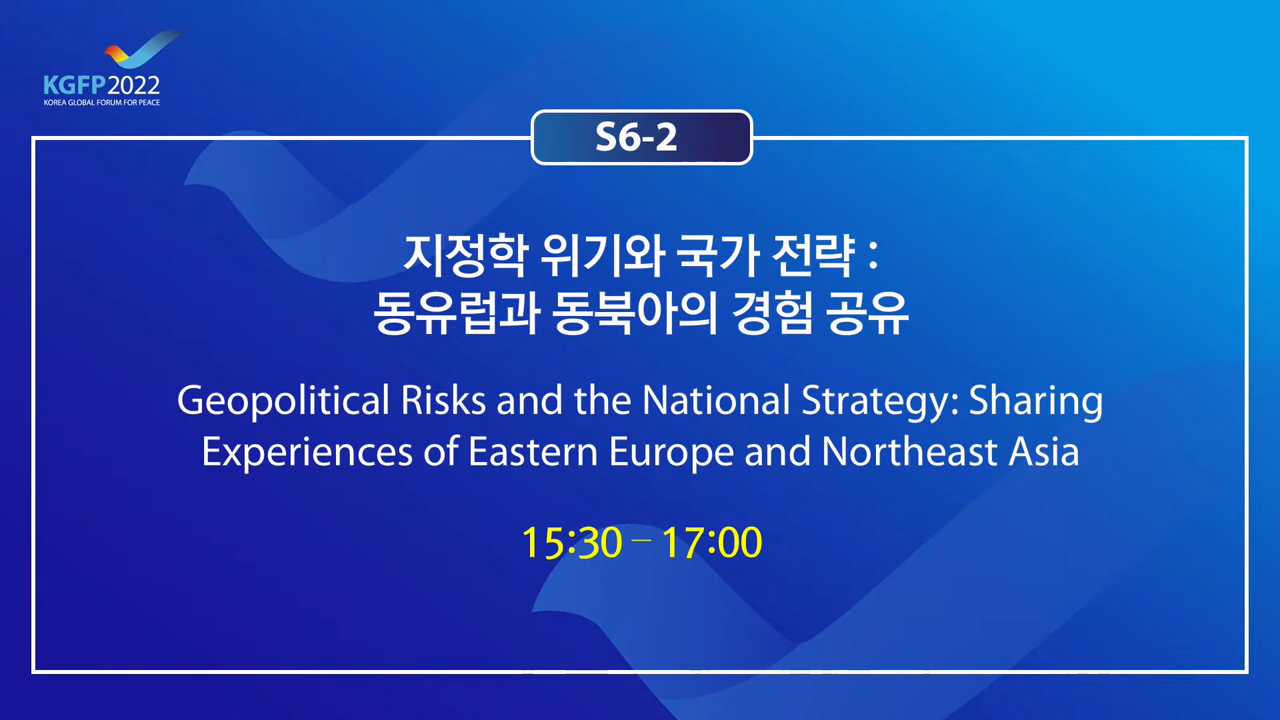 KGFP2022
KOREA GLOBAL FORUM FOR PEACE
S6-2
지정학 위기와 국가 전략 :
동유럽과 동북아의 경험 공유
Geopolitical Risks and the National Strategy: Sharing
Experiences of Eastern Europe and Northeast Asia
15:30 – 17:00